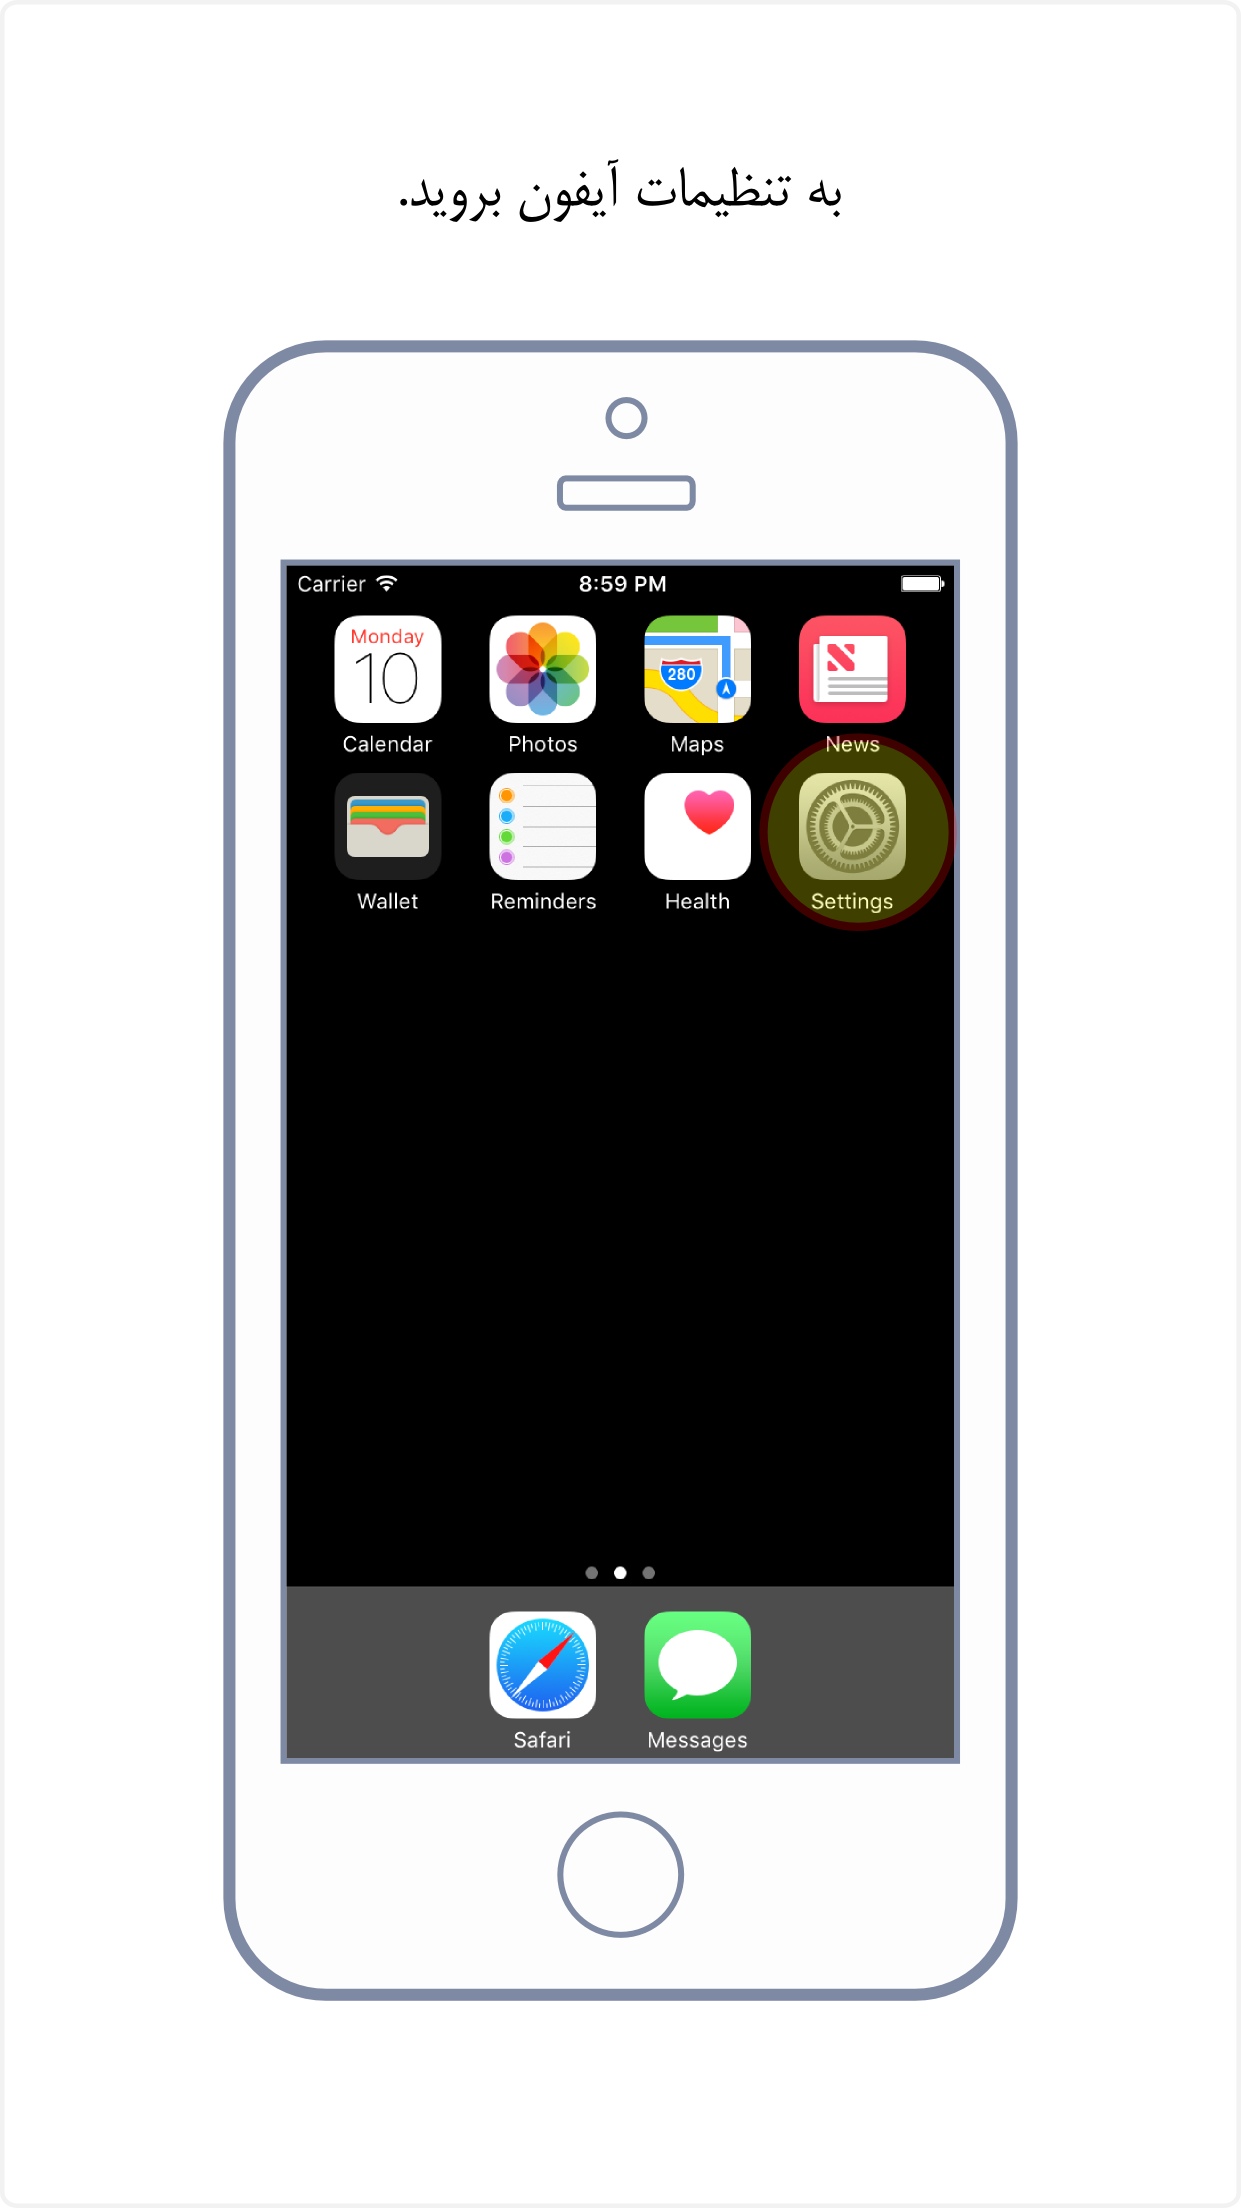 به تنظیمات آیفون بروید.
Carrier 8:59 PM
Monday
10
280
Calendar Photos Maps News
Wallet Reminders Health Settings
Safari Messages